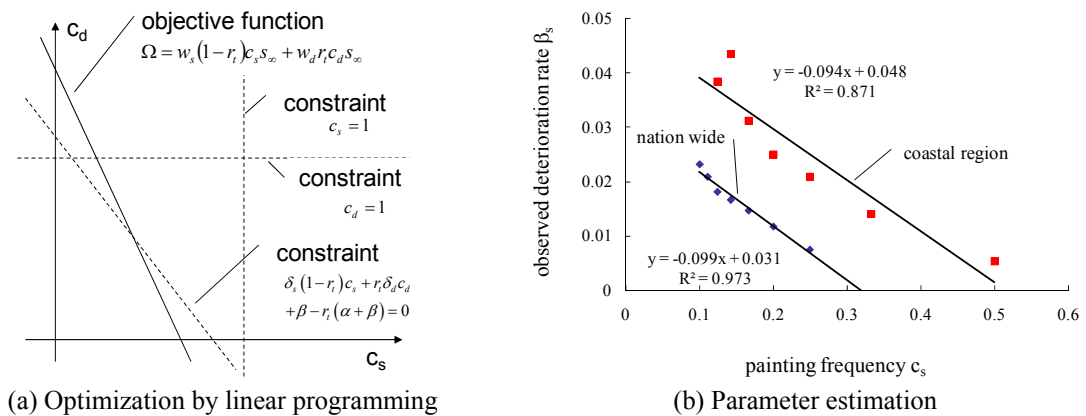 c_d
objective function
Ω = w_s(1−r_t)c_s s_∞ + w_d r_t c_d s_∞
constraint
c_s = 1
constraint
c_d = 1
constraint
δ_s(1−r_t)c_s + r_t δ_d c_d
+β − r_t(α+β) = 0
c_s
(a) Optimization by linear programming
observed deterioration rate β_s
0.05
0.04
0.03
0.02
0.01
0
0
0.1
0.2
0.3
0.4
0.5
0.6
y = -0.094x + 0.048
R² = 0.871
nation wide
coastal region
y = -0.099x + 0.031
R² = 0.973
painting frequency c_s
(b) Parameter estimation